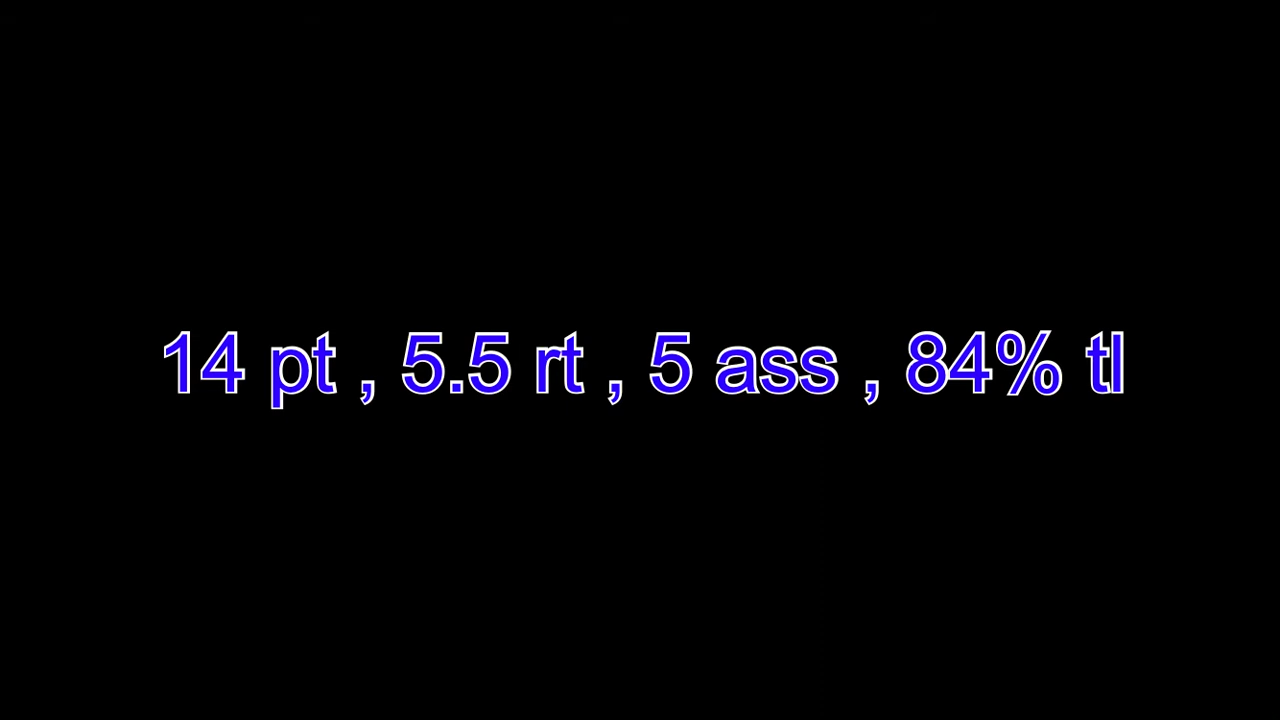 14 pt , 5.5 rt , 5 ass , 84% tl